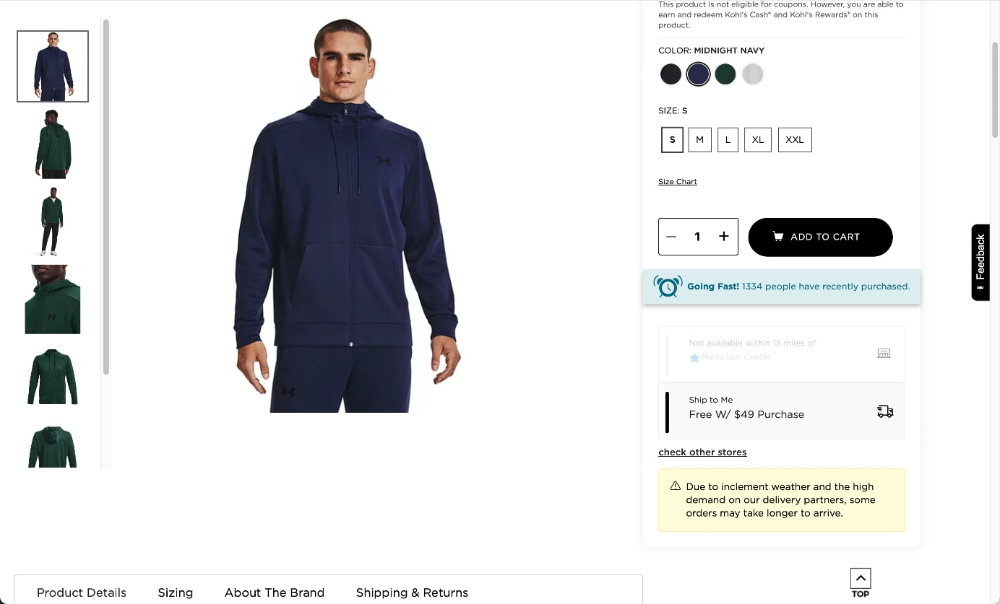 This product is not eligible for coupons. However, you are able to
earn and redeem Kohl's Cash® and Kohl's Rewards® on this
product.
COLOR: MIDNIGHT NAVY
SIZE: S
S M L XL XXL
Size Chart
— 1 +
ADD TO CART
Going Fast! 1334 people have recently purchased.
Feedback
Not available within 15 miles of
Medallion Center
Ship to Me
Free W/ $49 Purchase
check other stores
Due to inclement weather and the high
demand on our delivery partners, some
orders may take longer to arrive.
TOP
Product Details Sizing About The Brand Shipping & Returns